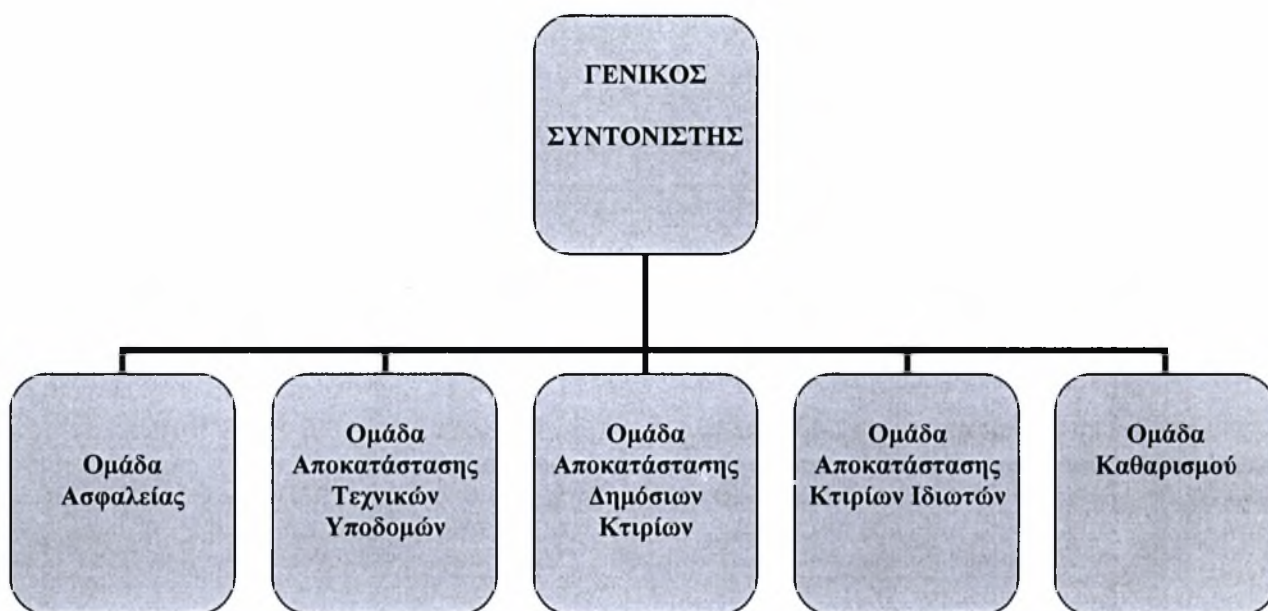 ΓΕΝΙΚΟΣ
ΣΥΝΤΟΝΙΣΤΗΣ
Ομάδα
Ασφαλείας
Ομάδα
Αποκατάστασης
Τεχνικών
Υποδομών
Ομάδα
Αποκατάστασης
Δημόσιων
Κτιρίων
Ομάδα
Αποκατάστασης
Κτιρίων Ιδιωτών
Ομάδα
Καθαρισμού